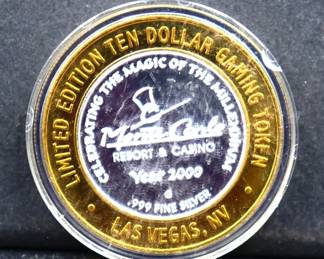 LIMITED EDITION TEN DOLLAR GAMING TOKEN
CELEBRATING THE MAGIC OF THE MILLENNIUM
Monte Carlo
RESORT & CASINO
Year 2000
.999 FINE SILVER
LAS VEGAS, NV